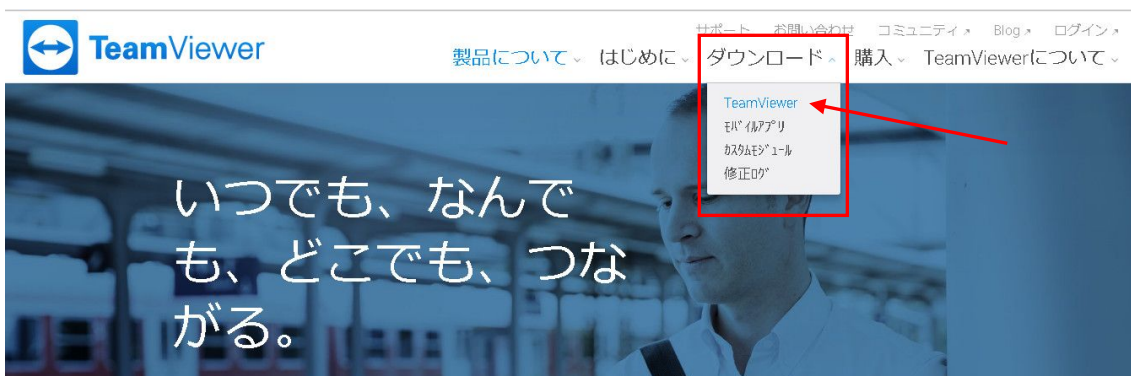 サポート お問い合わせ コミュニティ Blog ログイン
TeamViewer
製品について はじめに ダウンロード 購入 TeamViewerについて
TeamViewer
ﾓﾊﾞｲﾙｱﾌﾟﾘ
ｶｽﾀﾑﾓｼﾞｭｰﾙ
修正ﾛｸﾞ
いつでも、なんで
も、どこでも、つな
がる。